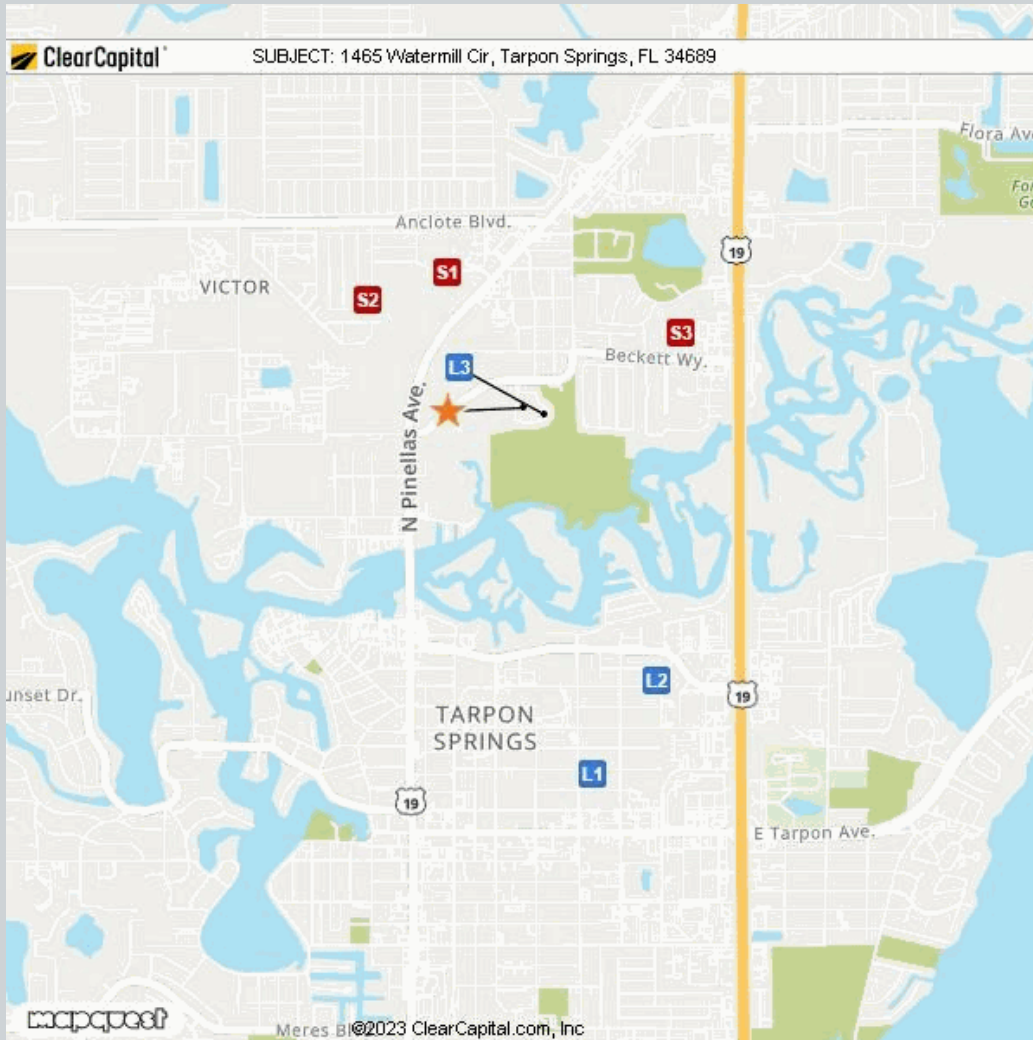 ClearCapital
SUBJECT: 1465 Watermill Cir, Tarpon Springs, FL 34689
Flora Ave
Anclote Blvd.
19
VICTOR
S1
S2
S3
Beckett Wy.
L3
N Pinellas Ave.
L2
unset Dr.
19
TARPON
SPRINGS
L1
19
E Tarpon Ave.
mapquest
Meres Bl
©2023 ClearCapital.com, Inc